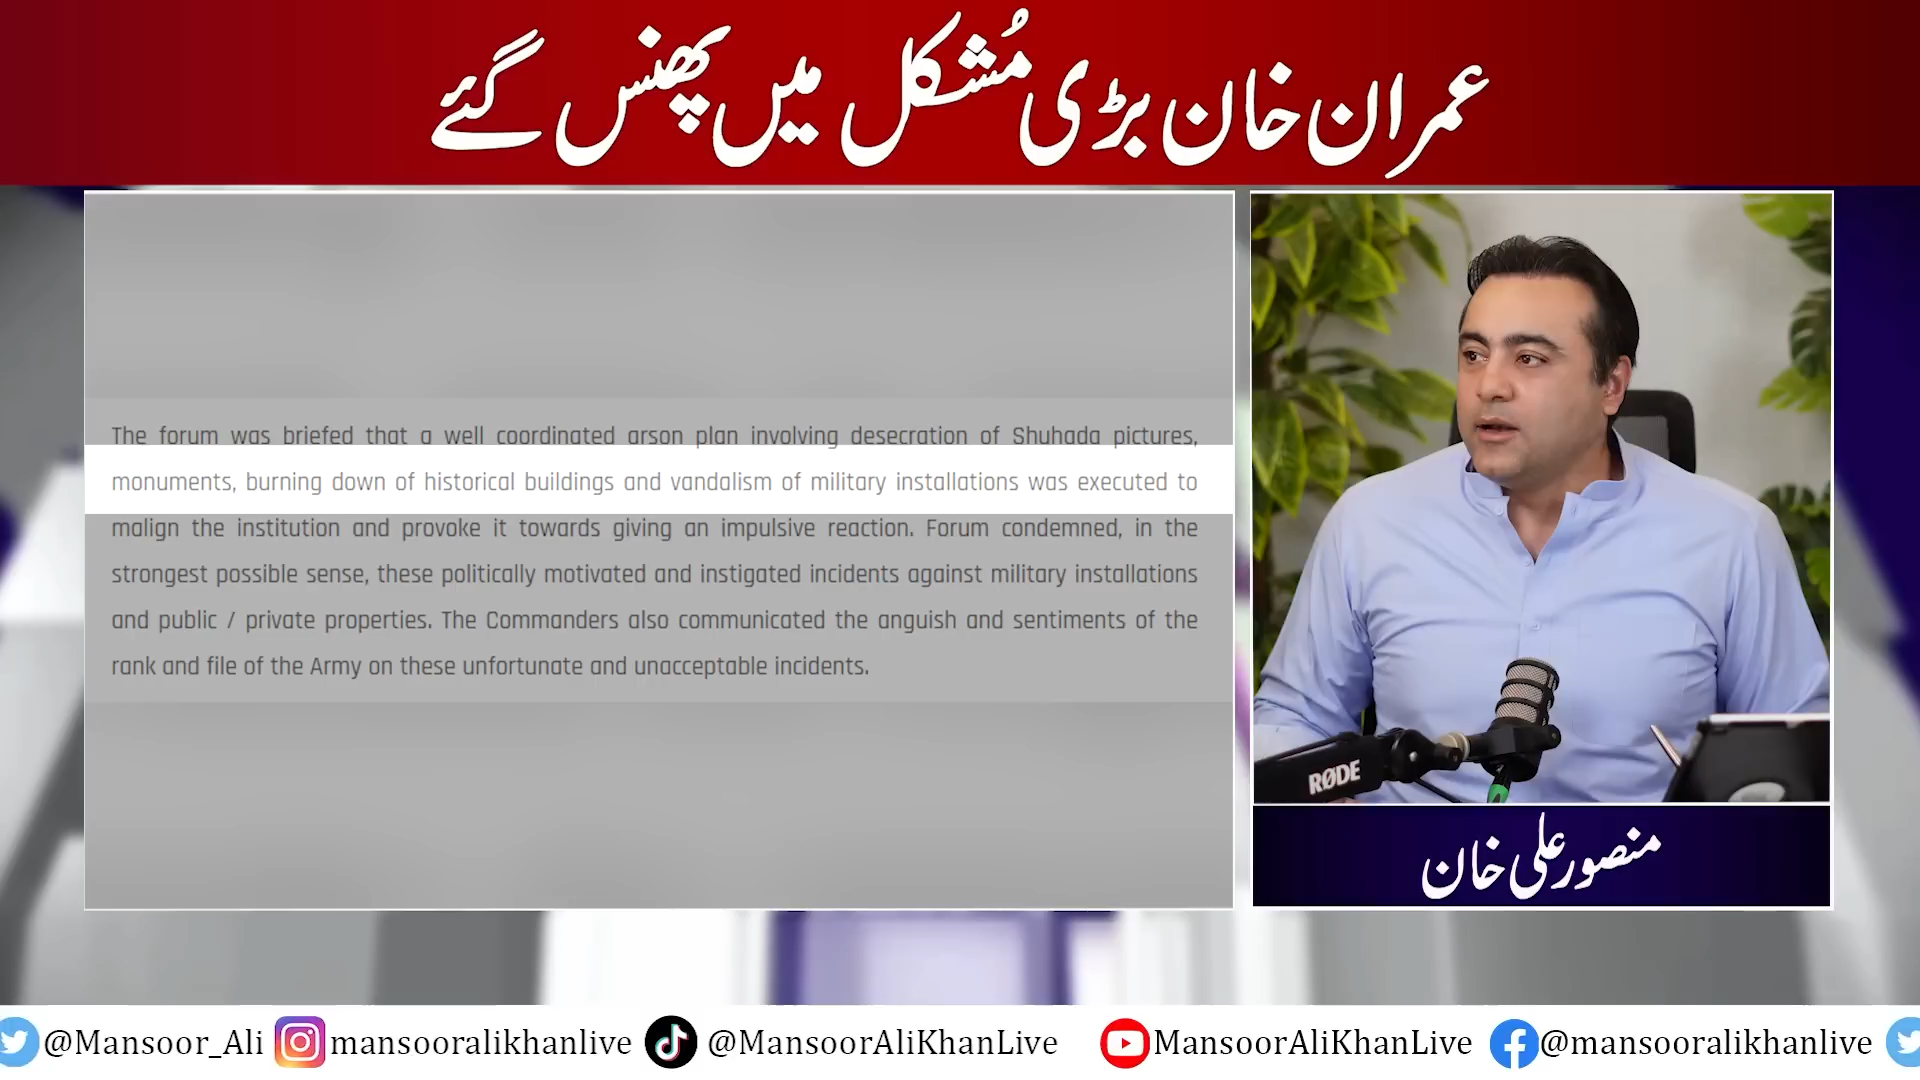 عمران خان بڑی مُشکل میں پھنس گئے
The forum was briefed that a well coordinated arson plan involving desecration of Shuhada pictures,
monuments, burning down of historical buildings and vandalism of military installations was executed to
malign the institution and provoke it towards giving an impulsive reaction. Forum condemned, in the
strongest possible sense, these politically motivated and instigated incidents against military installations
and public / private properties. The Commanders also communicated the anguish and sentiments of the
rank and file of the Army on these unfortunate and unacceptable incidents.
RØDE
منصور علی خان
@Mansoor_Ali mansooralikhanlive @MansoorAliKhanLive MansoorAliKhanLive @mansooralikhanlive